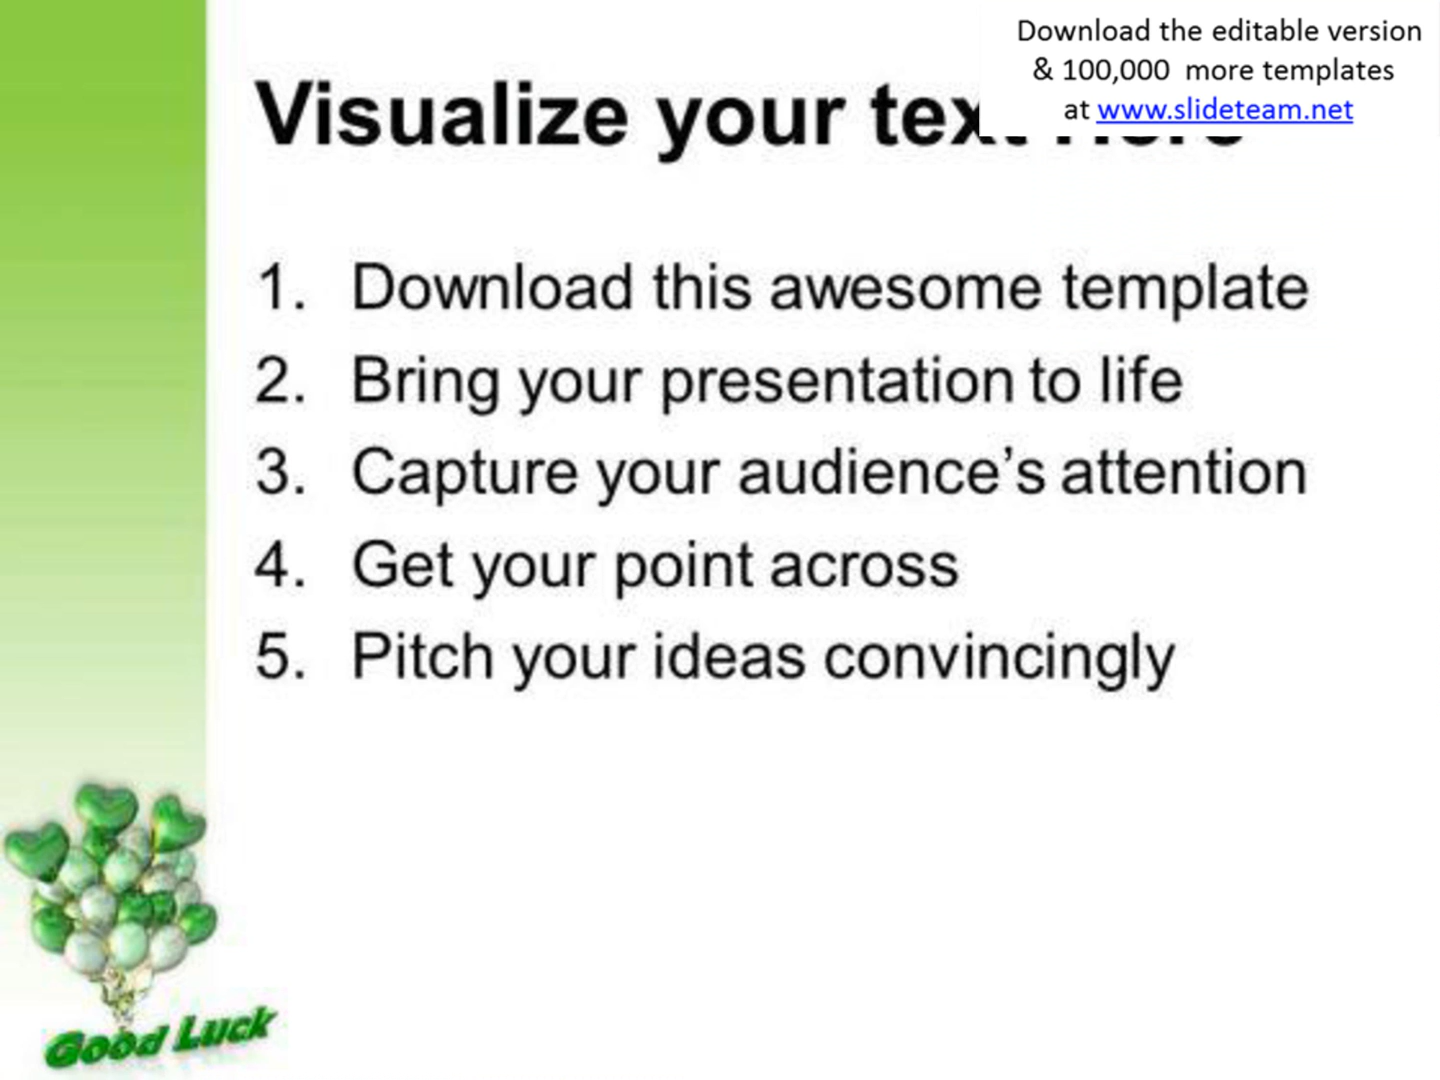 Download the editable version
& 100,000 more templates
at www.slideteam.net
Visualize your text
1. Download this awesome template
2. Bring your presentation to life
3. Capture your audience’s attention
4. Get your point across
5. Pitch your ideas convincingly
Good Luck